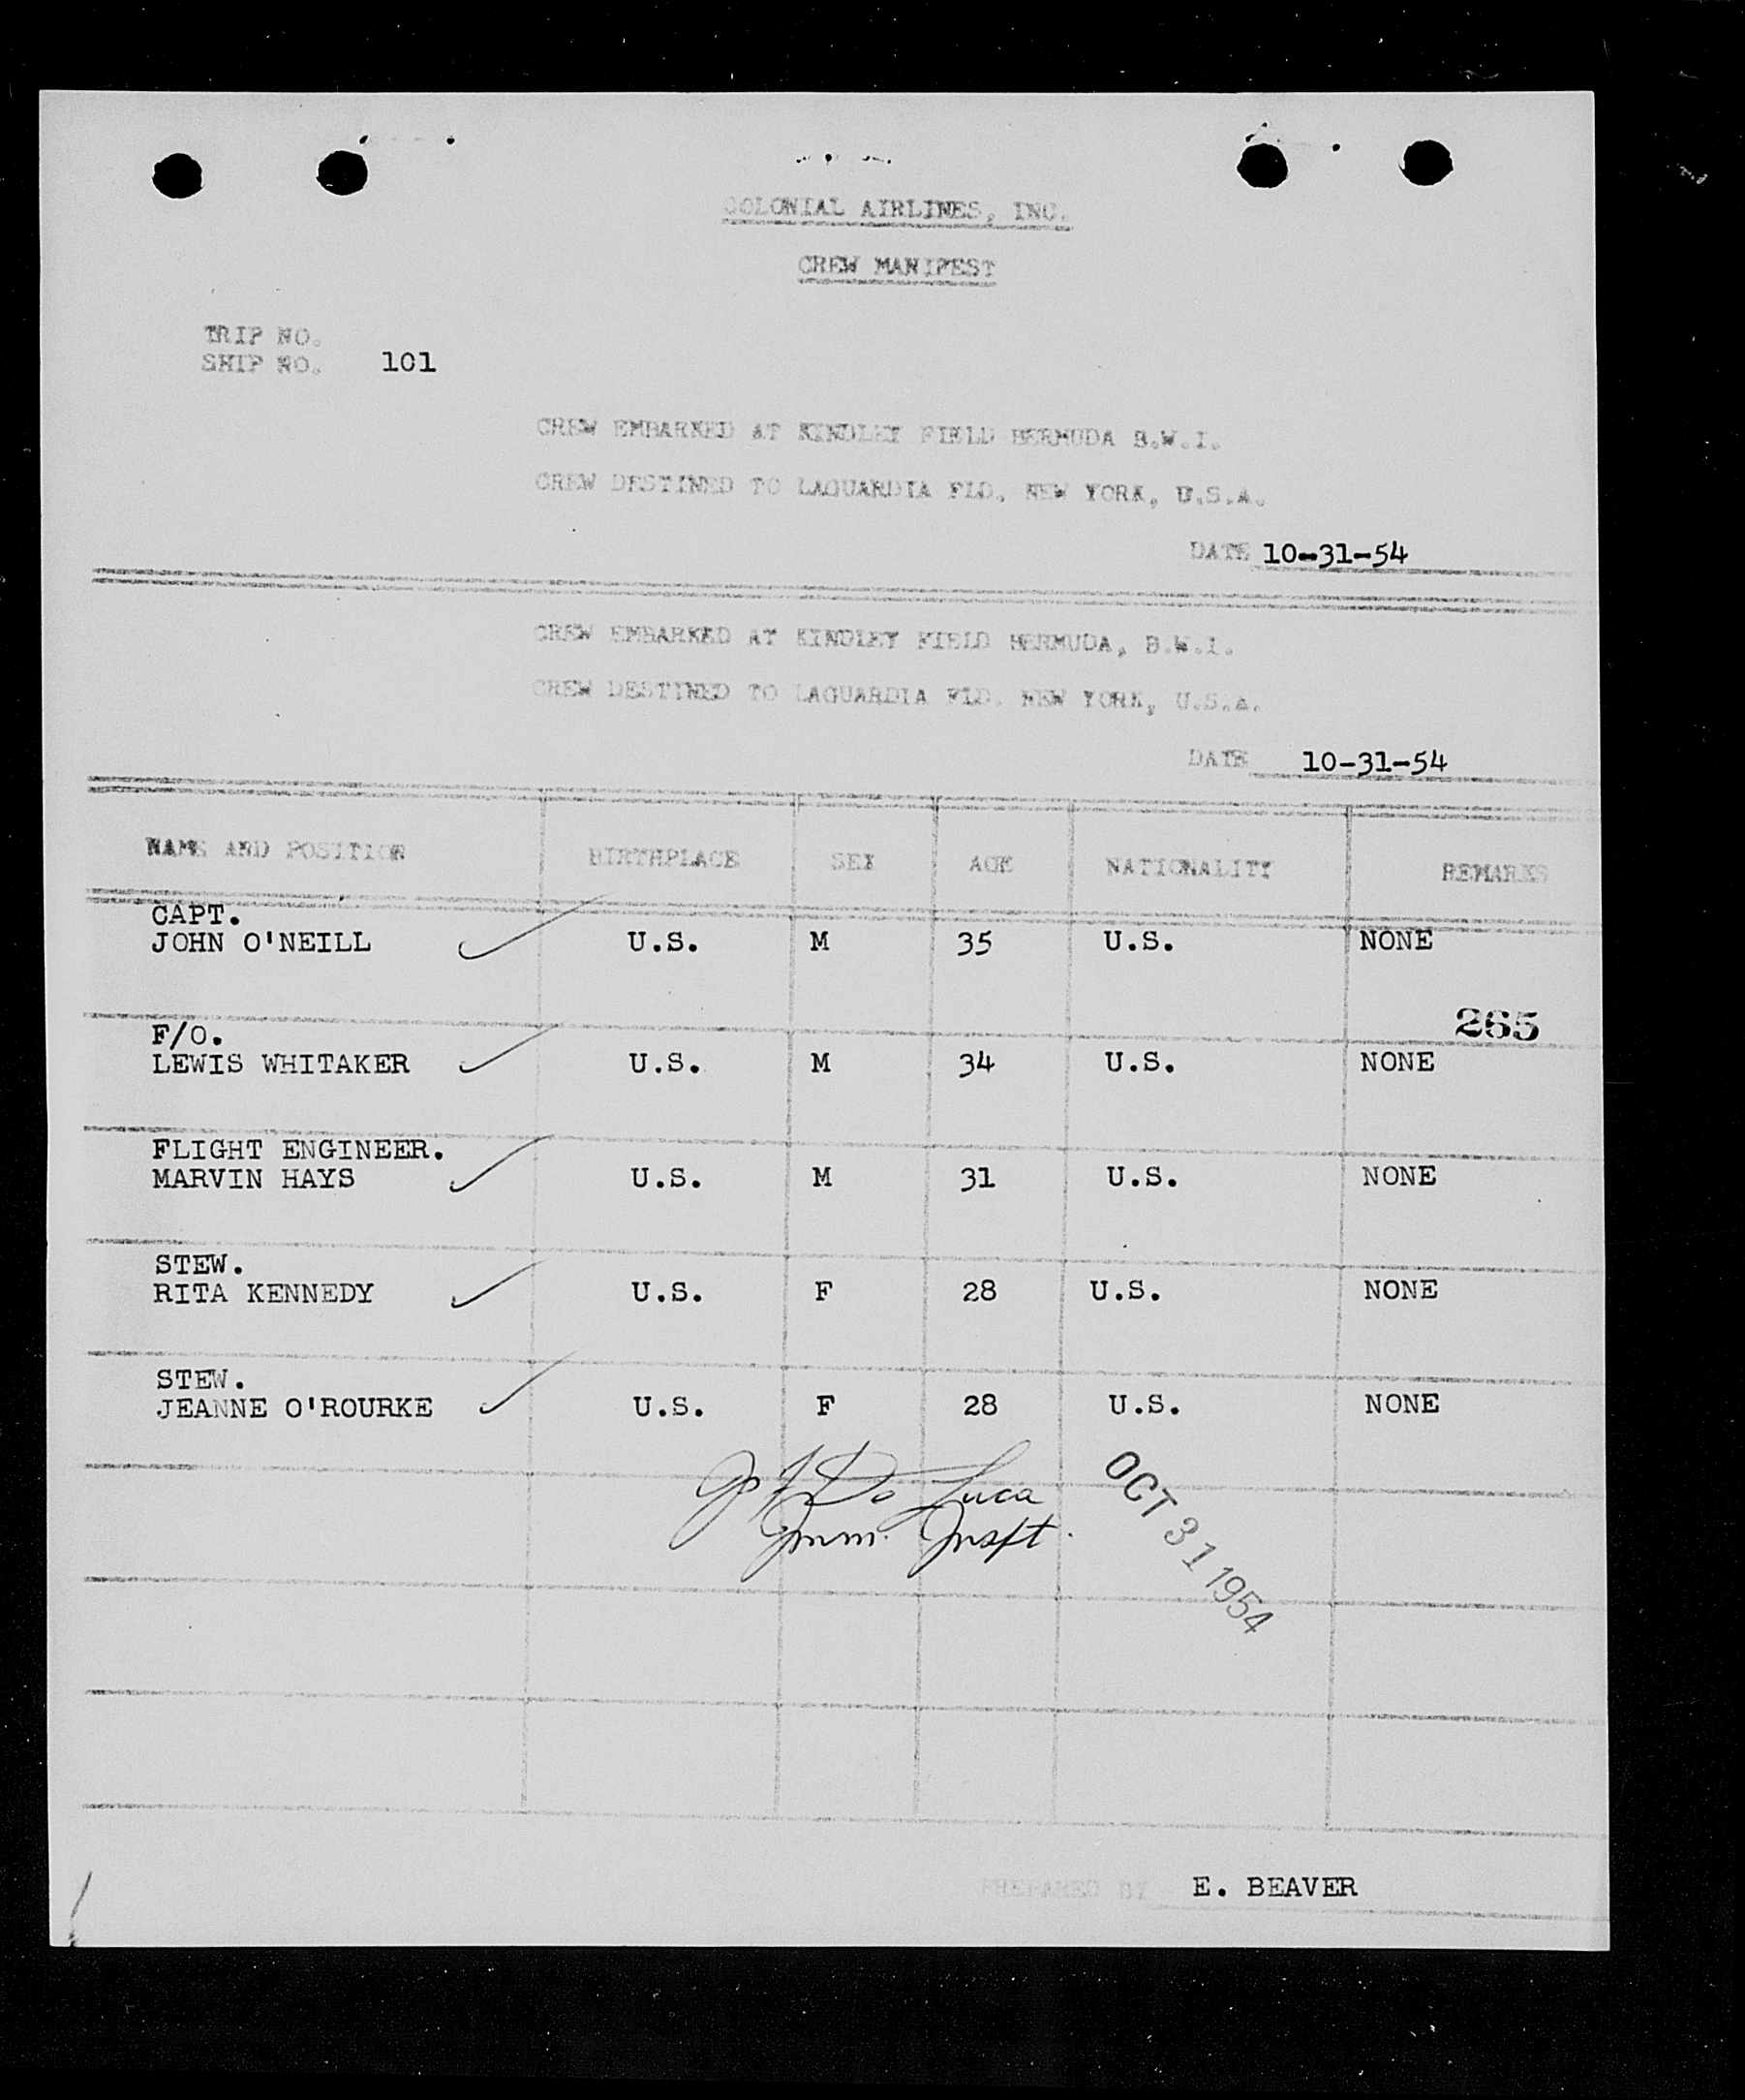 COLONIAL AIRLINES, INC.
CREW MANIFEST
TRIP NO.
SHIP NO. 101
CREW EMBARKED AT KINDLEY FIELD BERMUDA B.W.I.
CREW DESTINED TO LAGUARDIA FLD. NEW YORK, U.S.A.
DATE 10-31-54
CREW EMBARKED AT KINDLEY FIELD BERMUDA, B.W.I.
CREW DESTINED TO LAGUARDIA FLD. NEW YORK, U.S.A.
DATE 10-31-54
NAME AND POSITION BIRTHPLACE SEX AGE NATIONALITY REMARKS
CAPT.
JOHN O'NEILL U.S. M 35 U.S. NONE
265
F/O.
LEWIS WHITAKER U.S. M 34 U.S. NONE
FLIGHT ENGINEER.
MARVIN HAYS U.S. M 31 U.S. NONE
STEW.
RITA KENNEDY U.S. F 28 U.S. NONE
STEW.
JEANNE O'ROURKE U.S. F 28 U.S. NONE
Luca
Imm. Inspt.
OCT 31 1954
PREPARED BY E. BEAVER